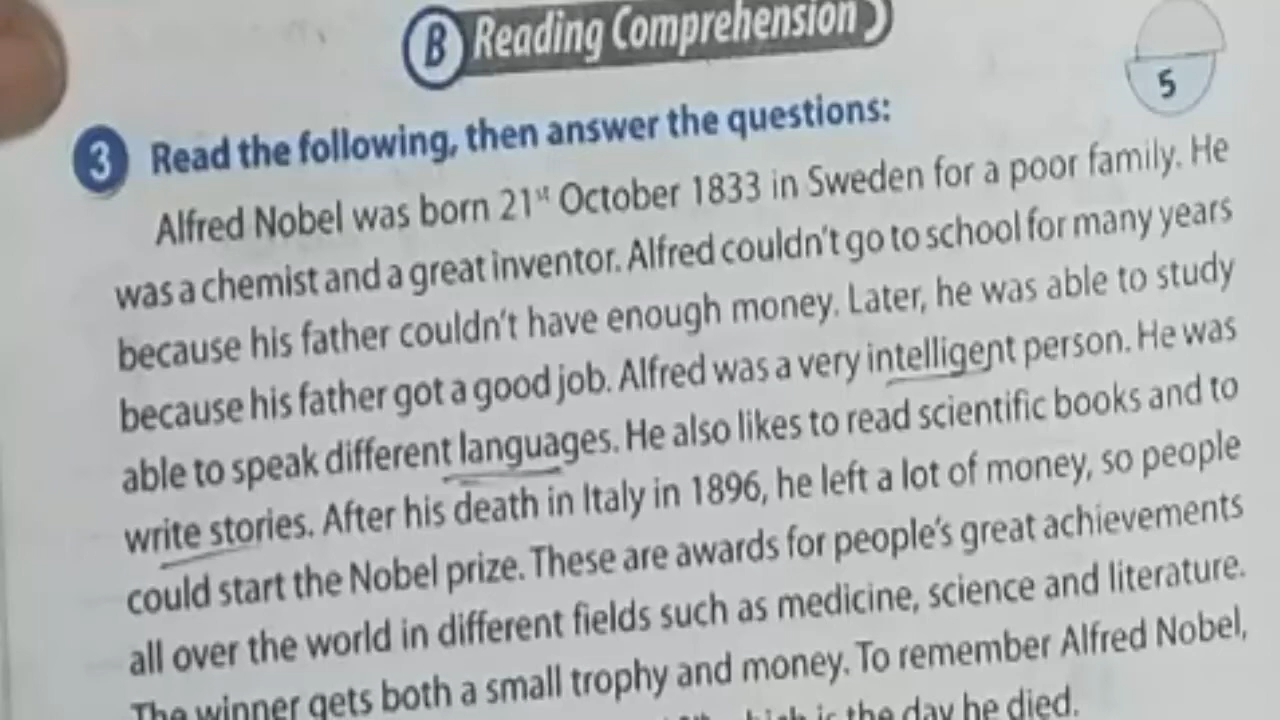 B Reading Comprehension
5
3 Read the following, then answer the questions:
Alfred Nobel was born 21st October 1833 in Sweden for a poor family. He
was a chemist and a great inventor. Alfred couldn't go to school for many years
because his father couldn't have enough money. Later, he was able to study
because his father got a good job. Alfred was a very intelligent person. He was
able to speak different languages. He also likes to read scientific books and to
write stories. After his death in Italy in 1896, he left a lot of money, so people
could start the Nobel prize. These are awards for people's great achievements
all over the world in different fields such as medicine, science and literature.
The winner gets both a small trophy and money. To remember Alfred Nobel,
is the day he died.